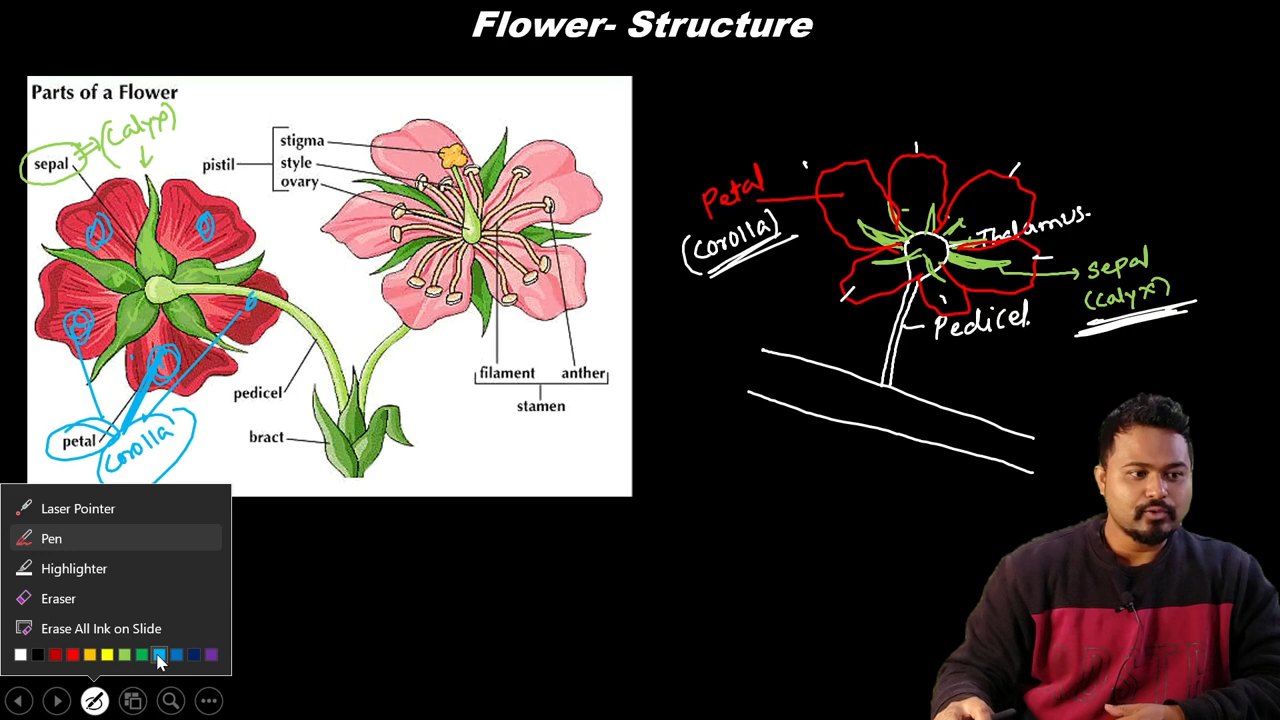 Flower- Structure
Parts of a Flower
(Calyx)
sepal
pistil
stigma
style
ovary
filament
anther
stamen
pedicel
bract
petal
corolla
Petal
(corolla)
Thalamus.
sepal
(calyx)
Pedicel.
Laser Pointer
Pen
Highlighter
Eraser
Erase All Ink on Slide